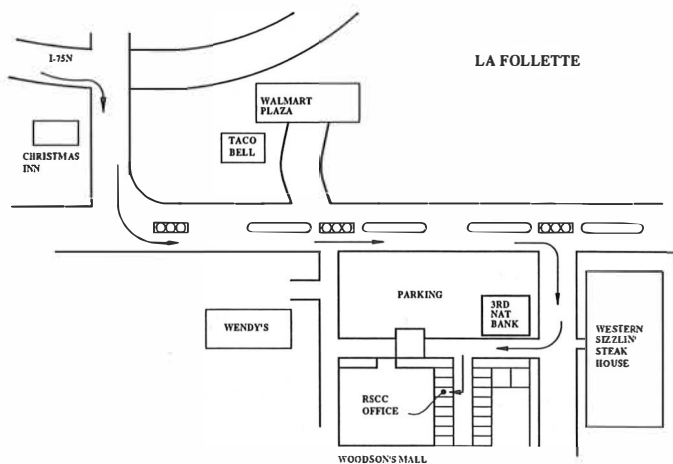 I-75N
LA FOLLETTE
WALMART
PLAZA
TACO
BELL
CHRISTMAS
INN
PARKING
3RD
NAT
BANK
WENDY'S
WESTERN
SIZZLIN'
STEAK
HOUSE
RSCC
OFFICE
WOODSON'S MALL